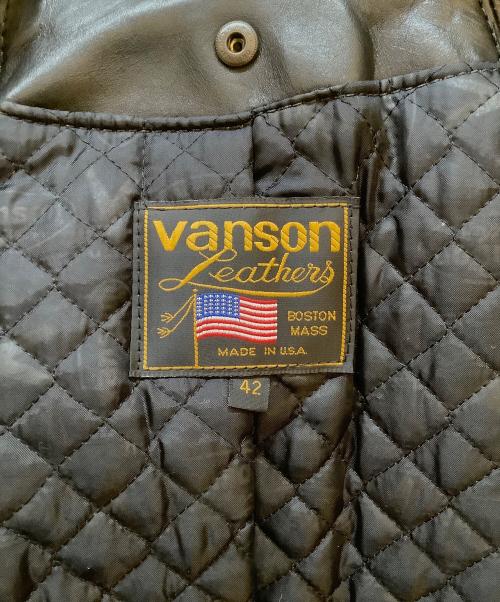 vanson
Leathers
BOSTON
MASS
MADE IN U.S.A.
42